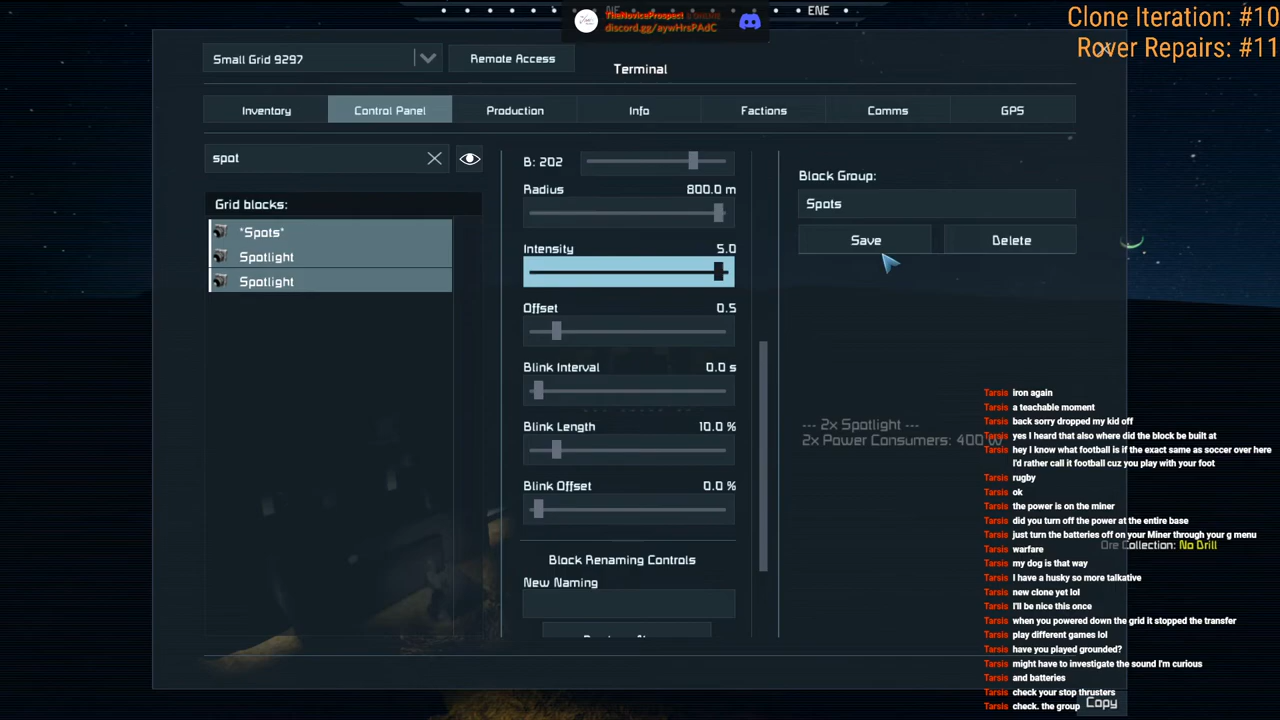 NE
ENE
TheNoviceProspect
discord.gg/aywHrsPAdC
Clone Iteration: #10
Rover Repairs: #11
Small Grid 9297
Remote Access
Terminal
Inventory
Control Panel
Production
Info
Factions
Comms
GPS
spot
Grid blocks:
*Spots*
Spotlight
Spotlight
B: 202
Radius
800.0 m
Intensity
5.0
Offset
0.5
Blink Interval
0.0 s
Blink Length
10.0 %
Blink Offset
0.0 %
Block Renaming Controls
New Naming
Block Group:
Spots
Save
Delete
--- 2x Spotlight ---
2x Power Consumers: 400 W
Tarsis iron again
Tarsis a teachable moment
Tarsis back sorry dropped my kid off
Tarsis yes I heard that also where did the block be built at
Tarsis hey I know what football is if the exact same as soccer over here
I'd rather call it football cuz you play with your foot
Tarsis rugby
Tarsis ok
Tarsis the power is on the miner
Tarsis did you turn off the power at the entire base
Tarsis just turn the batteries off on your Miner through your g menu
Ore Collection: No Drill
Tarsis warfare
Tarsis my dog is that way
Tarsis I have a husky so more talkative
Tarsis new clone yet lol
Tarsis I'll be nice this once
Tarsis when you powered down the grid it stopped the transfer
Tarsis play different games lol
Tarsis have you played grounded?
Tarsis might have to investigate the sound I'm curious
Tarsis and batteries
Tarsis check your stop thrusters
Tarsis check. the group
Copy